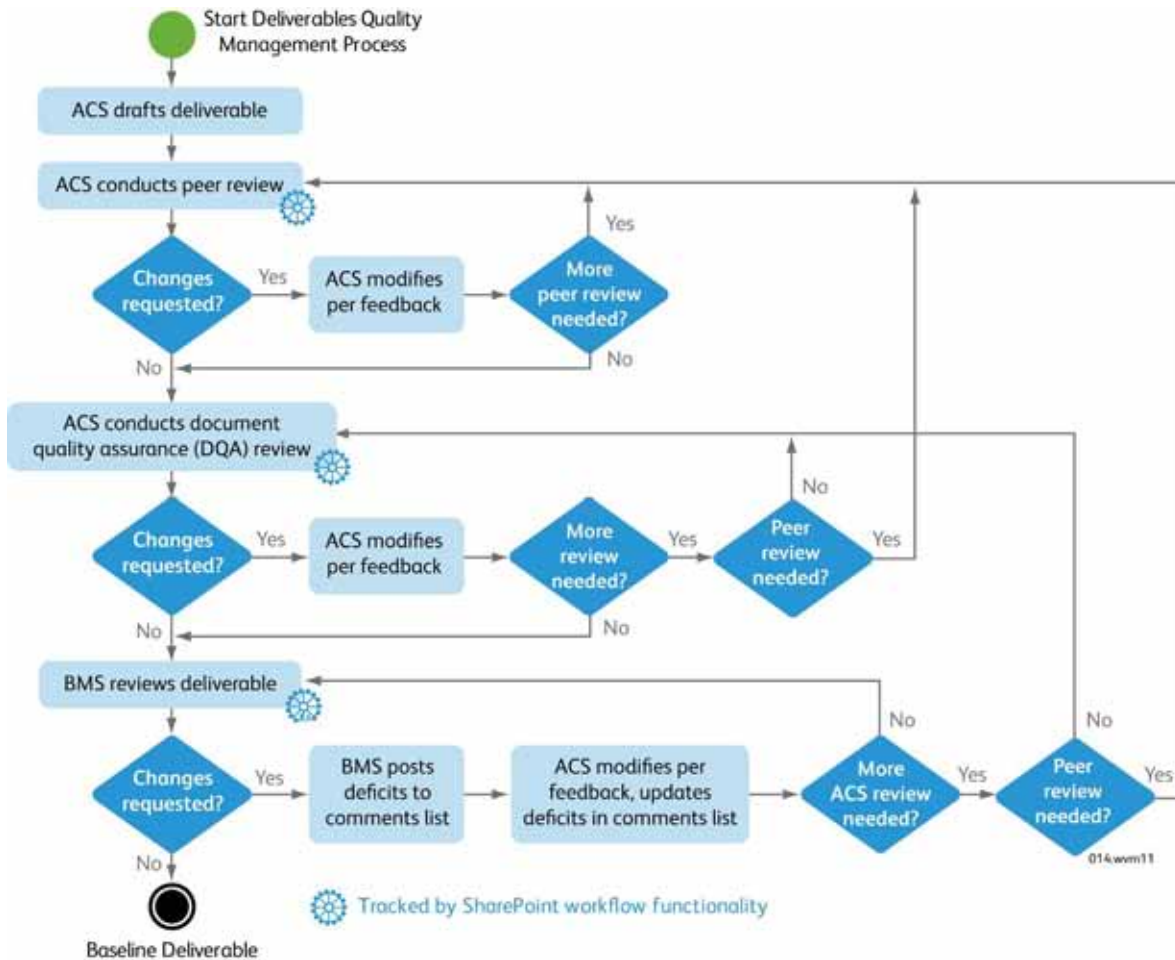 Start Deliverables Quality
Management Process
ACS drafts deliverable
ACS conducts peer review
Yes
Changes
requested?
Yes
ACS modifies
per feedback
More
peer review
needed?
No
No
ACS conducts document
quality assurance (DQA) review
No
Changes
requested?
Yes
ACS modifies
per feedback
More
review
needed?
Yes
Peer
review
needed?
Yes
No
No
BMS reviews deliverable
No
No
Changes
requested?
Yes
BMS posts
deficits to
comments list
ACS modifies per
feedback, updates
deficits in comments list
More
ACS review
needed?
Yes
Peer
review
needed?
Yes
014.wvm11
No
Tracked by SharePoint workflow functionality
Baseline Deliverable